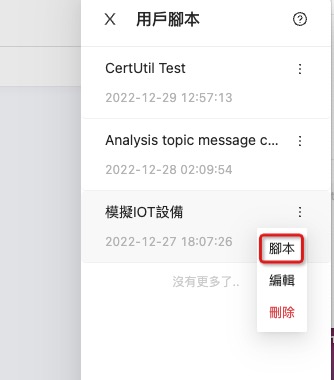 用戶腳本
CertUtil Test
2022-12-29 12:57:13
Analysis topic message c...
2022-12-28 02:09:54
模擬IOT設備
2022-12-27 18:07:26
腳本
沒有更多了..
編輯
刪除